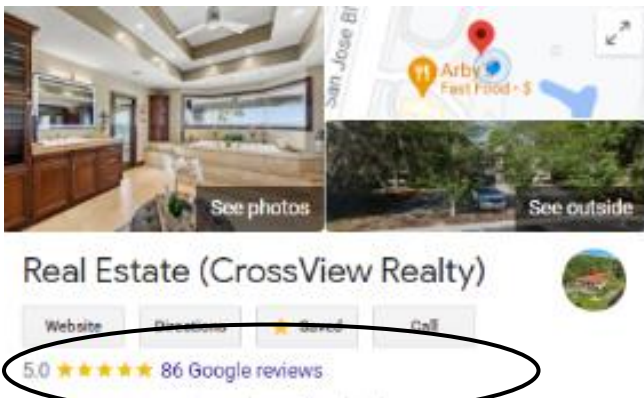 San Jose Bl
Arby
Fast Food · $
See photos
See outside
Real Estate (CrossView Realty)
Website
Directions
Saved
Call
5.0
86 Google reviews